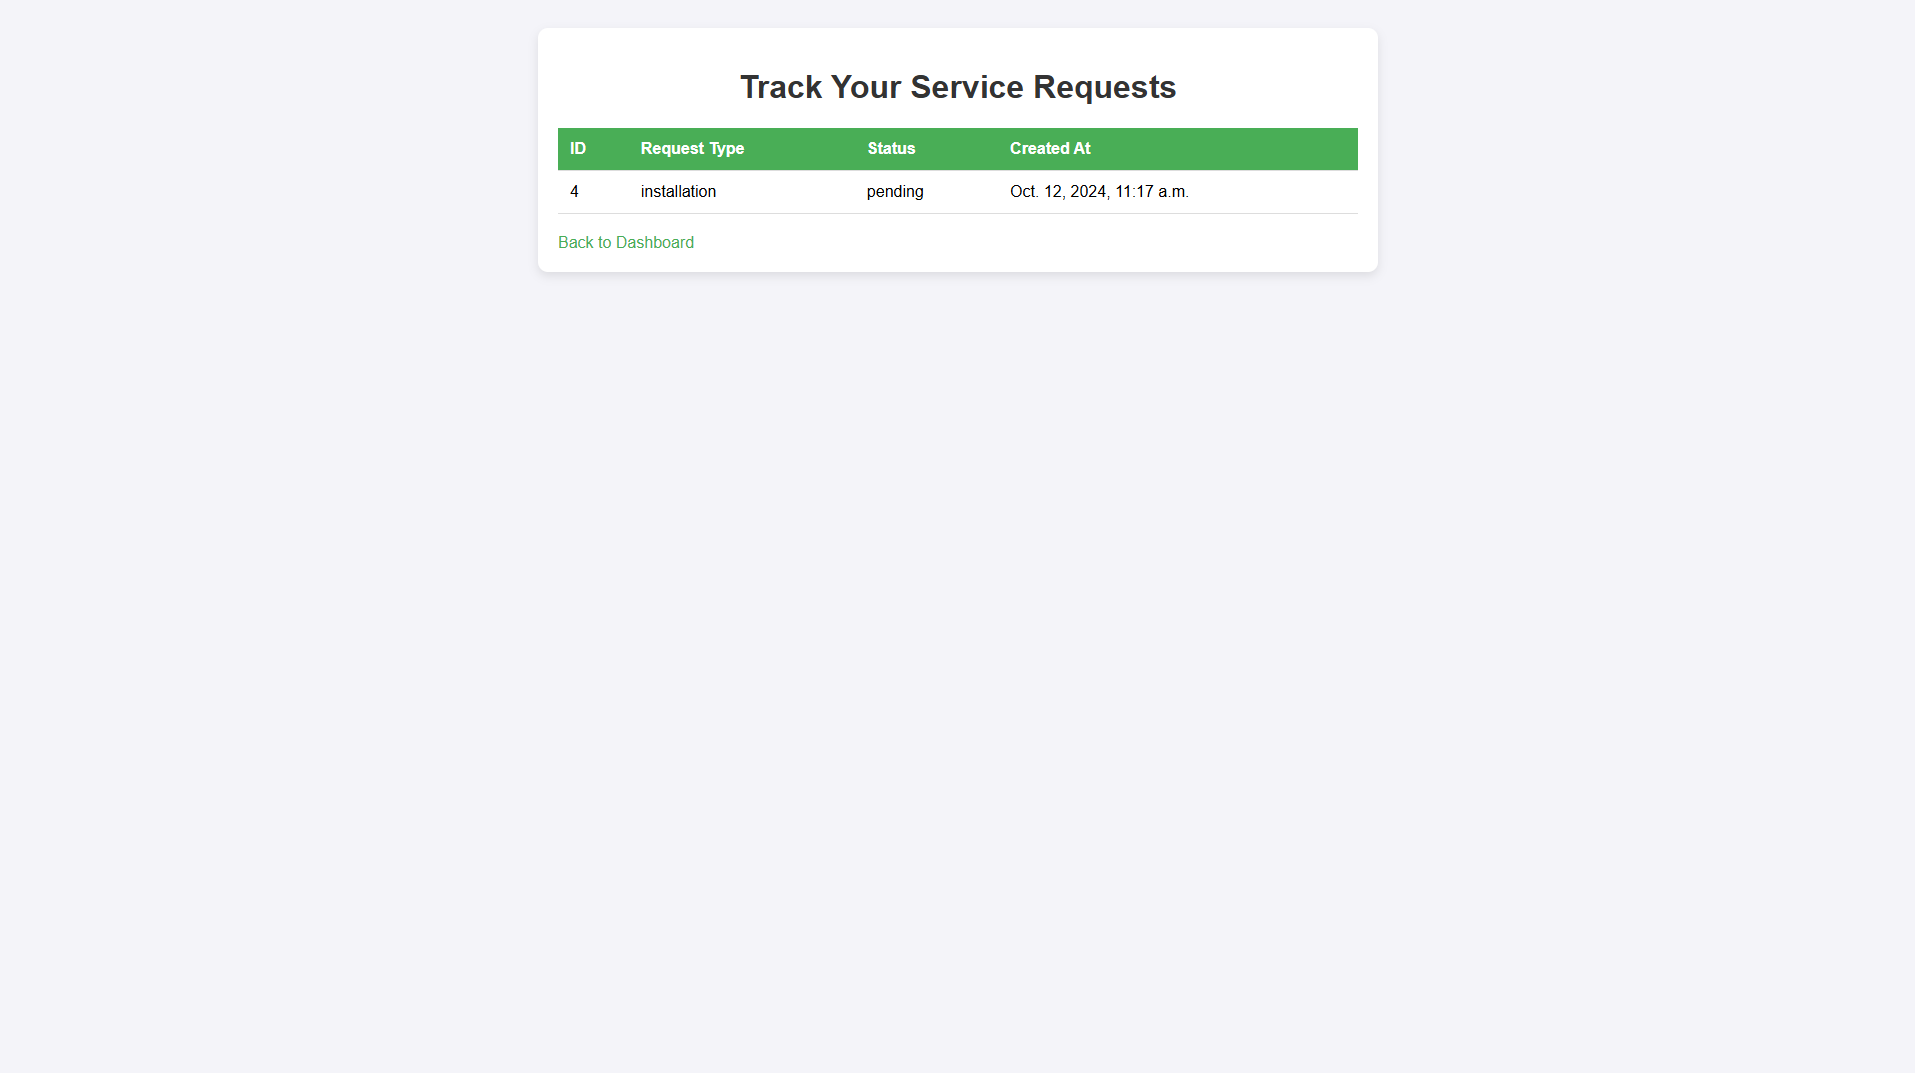 Track Your Service Requests
ID Request Type Status Created At
4 installation pending Oct. 12, 2024, 11:17 a.m.
Back to Dashboard